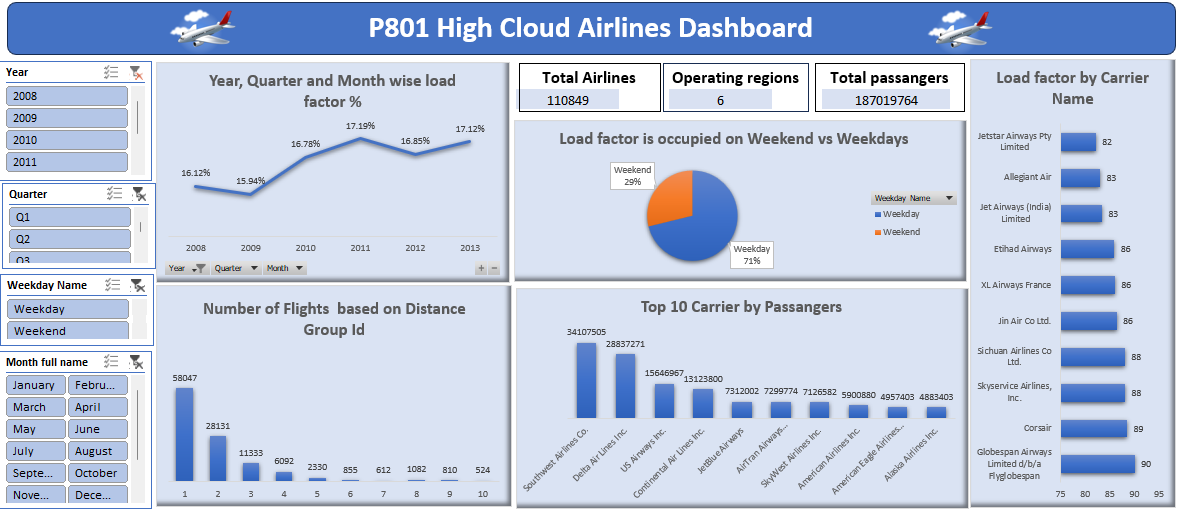 P801 High Cloud Airlines Dashboard
Year
2008
2009
2010
2011
Quarter
Q1
Q2
Q3
Weekday Name
Weekday
Weekend
Month full name
January
Febru...
March
April
May
June
July
August
Septe...
October
Nove...
Dece...
Year, Quarter and Month wise load
factor %
16.12%
15.94%
16.78%
17.19%
16.85%
17.12%
2008
2009
2010
2011
2012
2013
Year
Quarter
Month
Total Airlines
110849
Operating regions
6
Total passangers
187019764
Load factor is occupied on Weekend vs Weekdays
Weekend
29%
Weekday
71%
Weekday Name
Weekday
Weekend
Number of Flights based on Distance
Group Id
58047
28131
11333
6092
2330
855
612
1082
810
524
1
2
3
4
5
6
7
8
9
10
Top 10 Carrier by Passangers
34107505
28837271
15646967
13123800
7312002
7299774
7126582
5900880
4957403
4883403
Southwest Airlines Co.
Delta Air Lines Inc.
US Airways Inc.
Continental Air Lines Inc.
JetBlue Airways
AirTran Airways...
SkyWest Airlines Inc.
American Airlines Inc.
American Eagle Airlines...
Alaska Airlines Inc.
Load factor by Carrier
Name
Jetstar Airways Pty
Limited
82
Allegiant Air
83
Jet Airways (India)
Limited
83
Etihad Airways
86
XL Airways France
86
Jin Air Co Ltd.
86
Sichuan Airlines Co
Ltd.
88
Skyservice Airlines,
Inc.
88
Corsair
89
Globespan Airways
Limited d/b/a
Flyglobespan
90
75
80
85
90
95